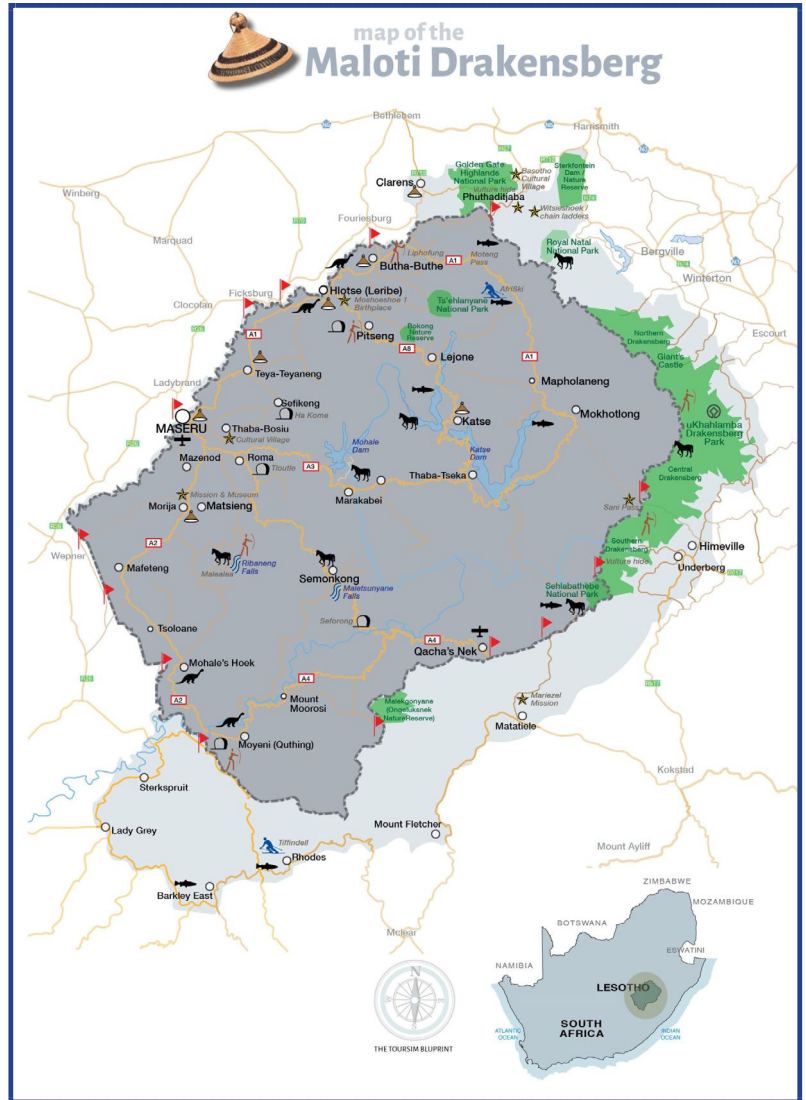 map of the
Maloti Drakensberg
Bethlehem
Harrismith
Golden Gate
Highlands
National Park
Basotho
Cultural
Village
Sterkfontein
Dam /
Nature
Reserve
Clarens
Vulture hide
Phuthaditjaba
Witsieshoek /
chain ladders
Winberg
Fouriesburg
Marquad
Royal Natal
National Park
Bergville
Winterton
Liphofung
Moteng
Pass
A1
Butha-Buthe
AfriSki
Ficksburg
Hlotse (Leribe)
Moshoeshoe 1
Birthplace
Ts'ehlanyane
National Park
Clocolan
Escourt
Northern
Drakensberg
Pitseng
Bokong
Nature
Reserve
A1
A8
Lejone
A1
Giant's
Castle
Teya-Teyaneng
Mapholaneng
Ladybrand
Sefikeng
Ha Kome
Mokhotlong
MASERU
Thaba-Bosiu
Cultural Village
Katse
uKhahlamba
Drakensberg
Park
Mohale
Dam
Katse
Dam
Mazenod
Roma
Tloutle
A3
Thaba-Tseka
Central
Drakensberg
Marakabei
Mission & Museum
Morija
Matsieng
Sani Pass
A2
Wepner
Ribaneng
Falls
Malealea
Southern
Drakensberg
Himeville
Vulture hide
Underberg
Mafeteng
Semonkong
Maletsunyane
Falls
Sehlabathebe
National Park
Seforong
Tsoloane
A4
Qacha's Nek
Mohale's Hoek
A4
A2
Mount
Moorosi
Malekgonyane
(Ongeluksnek
NatureReserve)
Mariezel
Mission
Matatiele
Moyeni (Quthing)
Kokstad
Sterkspruit
Lady Grey
Mount Fletcher
Tiffindell
Rhodes
Mount Ayliff
Barkley East
Mclear
ZIMBABWE
MOZAMBIQUE
BOTSWANA
ESWATINI
NAMIBIA
LESOTHO
SOUTH
AFRICA
ATLANTIC
OCEAN
INDIAN
OCEAN
N
E
S
W
THE TOURSIM BLUPRINT